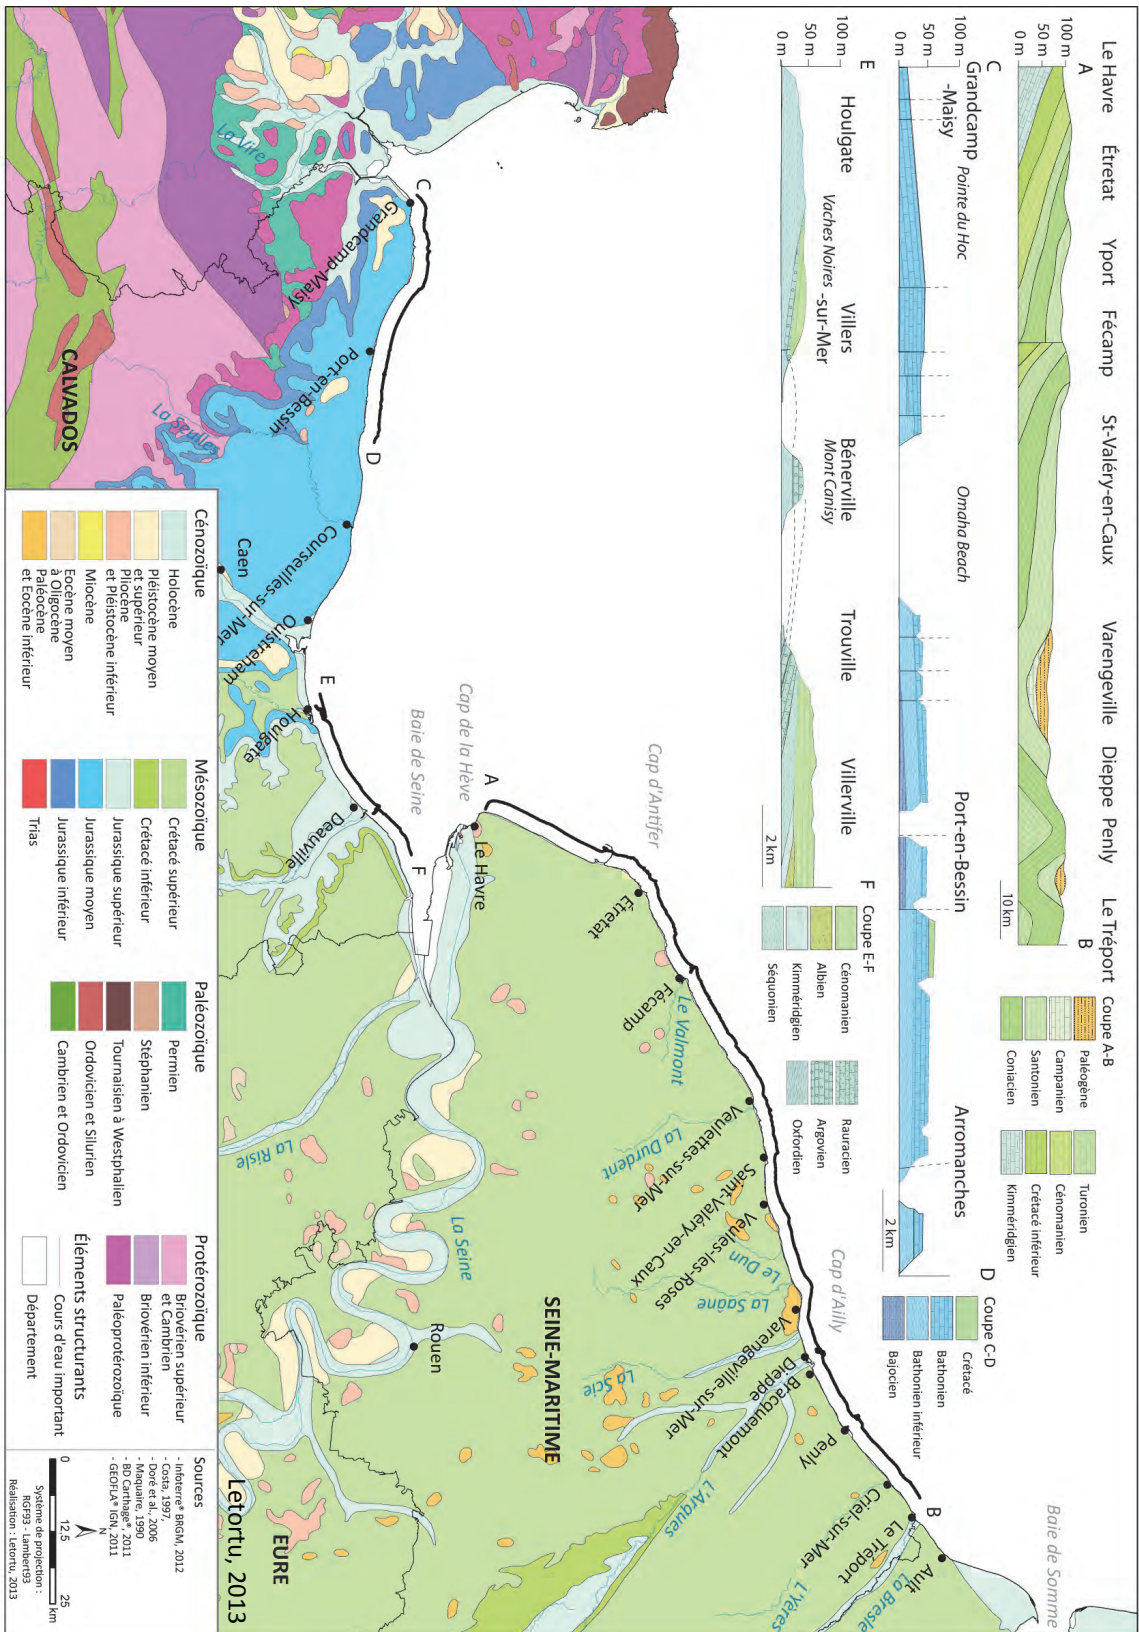 Le Havre
Étretat
Yport
Fécamp
St-Valéry-en-Caux
Varengeville
Dieppe
Penly
Le Tréport
A
B
100 m
50 m
0 m
10 km
Coupe A-B
Paléogène
Campanien
Santonien
Coniacien
Turonien
Cénomanien
Crétacé inférieur
Kimméridgien
C
Grandcamp
-Maisy
Pointe du Hoc
Omaha Beach
Port-en-Bessin
Arromanches
D
100 m
50 m
0 m
2 km
Coupe C-D
Crétacé
Bathonien
Bathonien inférieur
Bajocien
E
Houlgate
Vaches Noires
Villers
-sur-Mer
Bénerville
Mont Canisy
Trouville
Villerville
F
100 m
50 m
0 m
2 km
Coupe E-F
Cénomanien
Albien
Kimméridgien
Séquonien
Rauracien
Argovien
Oxfordien
Baie de Somme
Cap d'Ailly
Cap d'Antifer
Cap de la Hève
Baie de Seine
A
B
C
D
E
F
Ault
Le Tréport
Criel-sur-Mer
Penly
Bracquemont
Dieppe
Varengeville-sur-Mer
Veules-les-Roses
Saint-Valéry-en-Caux
Veulettes-sur-Mer
Fécamp
Étretat
Le Havre
Rouen
Deauville
Houlgate
Ouistreham
Caen
Courseulles-sur-Mer
Port-en-Bessin
Grandcamp-Maisy
La Bresle
L'Yères
L'Arques
La Scie
La Saâne
Le Dun
La Durdent
Le Valmont
La Seine
La Risle
La Seulles
La Vire
SEINE-MARITIME
EURE
CALVADOS
Letortu, 2013
Cénozoïque
Holocène
Pléistocène moyen
et supérieur
Pliocène
et Pléistocène inférieur
Miocène
Eocène moyen
à Oligocène
Paléocène
et Eocène inférieur
Mésozoïque
Crétacé supérieur
Crétacé inférieur
Jurassique supérieur
Jurassique moyen
Jurassique inférieur
Trias
Paléozoïque
Permien
Stéphanien
Tournaisien à Westphalien
Ordovicien et Silurien
Cambrien et Ordovicien
Protérozoïque
Briovérien supérieur
et Cambrien
Briovérien inférieur
Paléoprotérozoïque
Éléments structurants
Cours d'eau important
Département
Sources
- Infoterre® BRGM, 2012
- Costa, 1997,
- Doré et al., 2006
- Maquaire, 1990
- BD Carthage®, 2011
- GEOFLA® IGN, 2011
N
0
12,5
25
km
Système de projection :
RGF93 - Lambert93
Réalisation : Letortu, 2013